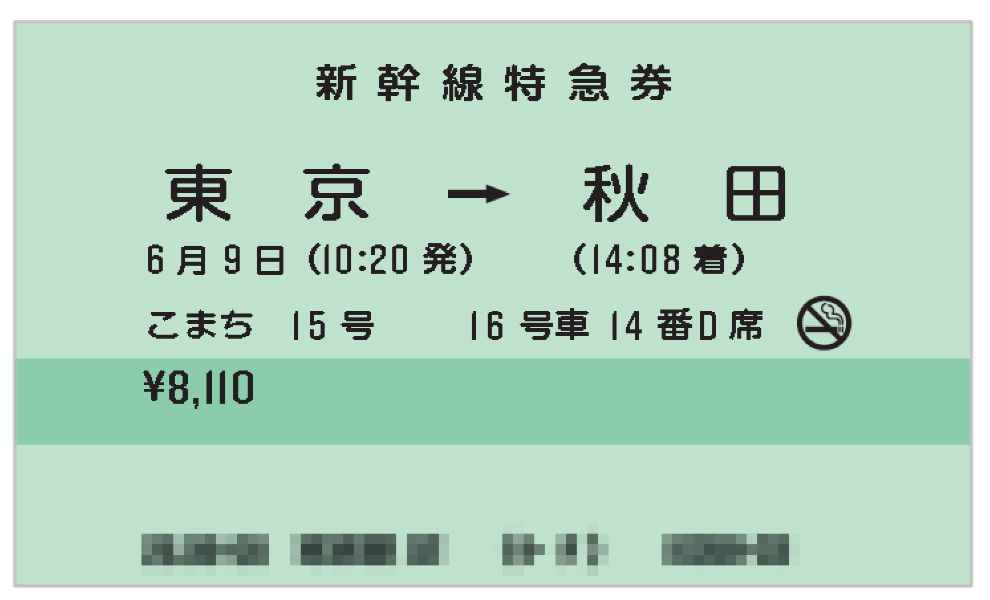 新幹線特急券
東京 → 秋田
6月9日(10:20発) (14:08着)
こまち 15号 16号車 14番D席
¥8,110